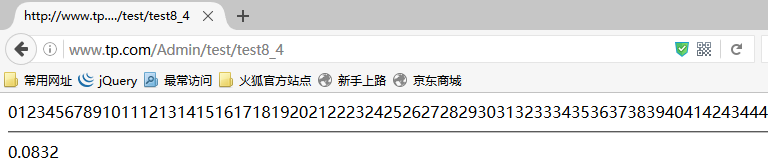 http://www.tp..../test/test8_4
www.tp.com/Admin/test/test8_4
常用网址 jQuery 最常访问 火狐官方站点 新手上路 京东商城
012345678910111213141516171819202122232425262728293031323334353637383940414243444
0.0832